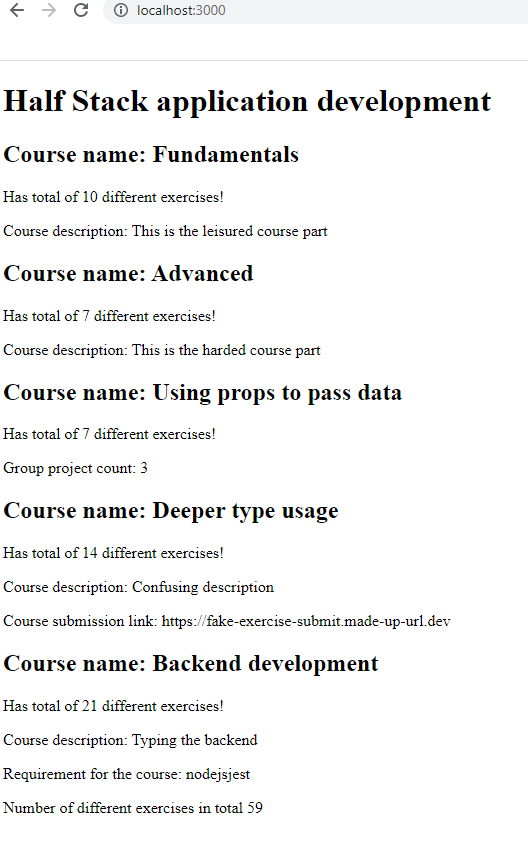 localhost:3000
Half Stack application development
Course name: Fundamentals
Has total of 10 different exercises!
Course description: This is the leisured course part
Course name: Advanced
Has total of 7 different exercises!
Course description: This is the harded course part
Course name: Using props to pass data
Has total of 7 different exercises!
Group project count: 3
Course name: Deeper type usage
Has total of 14 different exercises!
Course description: Confusing description
Course submission link: https://fake-exercise-submit.made-up-url.dev
Course name: Backend development
Has total of 21 different exercises!
Course description: Typing the backend
Requirement for the course: nodejsjest
Number of different exercises in total 59